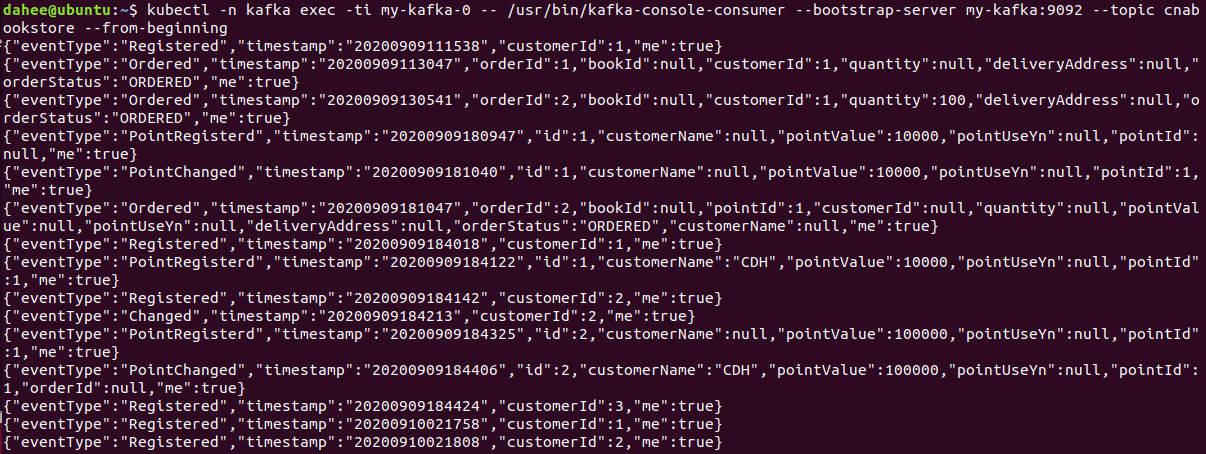 dahee@ubuntu:~$ kubectl -n kafka exec -ti my-kafka-0 -- /usr/bin/kafka-console-consumer --bootstrap-server my-kafka:9092 --topic cnab
ookstore --from-beginning
{"eventType":"Registered","timestamp":"20200909111538","customerId":1,"me":true}
{"eventType":"Ordered","timestamp":"20200909113047","orderId":1,"bookId":null,"customerId":1,"quantity":null,"deliveryAddress":null,"
orderStatus":"ORDERED","me":true}
{"eventType":"Ordered","timestamp":"20200909130541","orderId":2,"bookId":null,"customerId":1,"quantity":100,"deliveryAddress":null,"o
rderStatus":"ORDERED","me":true}
{"eventType":"PointRegisterd","timestamp":"20200909180947","id":1,"customerName":null,"pointValue":10000,"pointUseYn":null,"pointId":
null,"me":true}
{"eventType":"PointChanged","timestamp":"20200909181040","id":1,"customerName":null,"pointValue":10000,"pointUseYn":null,"pointId":1,
"me":true}
{"eventType":"Ordered","timestamp":"20200909181047","orderId":2,"bookId":null,"pointId":1,"customerId":null,"quantity":null,"pointVal
ue":null,"pointUseYn":null,"deliveryAddress":null,"orderStatus":"ORDERED","customerName":null,"me":true}
{"eventType":"Registered","timestamp":"20200909184018","customerId":1,"me":true}
{"eventType":"PointRegisterd","timestamp":"20200909184122","id":1,"customerName":"CDH","pointValue":10000,"pointUseYn":null,"pointId"
:1,"me":true}
{"eventType":"Registered","timestamp":"20200909184142","customerId":2,"me":true}
{"eventType":"Changed","timestamp":"20200909184213","customerId":2,"me":true}
{"eventType":"PointRegisterd","timestamp":"20200909184325","id":2,"customerName":null,"pointValue":100000,"pointUseYn":null,"pointId"
:1,"me":true}
{"eventType":"PointChanged","timestamp":"20200909184406","id":2,"customerName":"CDH","pointValue":100000,"pointUseYn":null,"pointId":
1,"orderId":null,"me":true}
{"eventType":"Registered","timestamp":"20200909184424","customerId":3,"me":true}
{"eventType":"Registered","timestamp":"20200910021758","customerId":1,"me":true}
{"eventType":"Registered","timestamp":"20200910021808","customerId":2,"me":true}